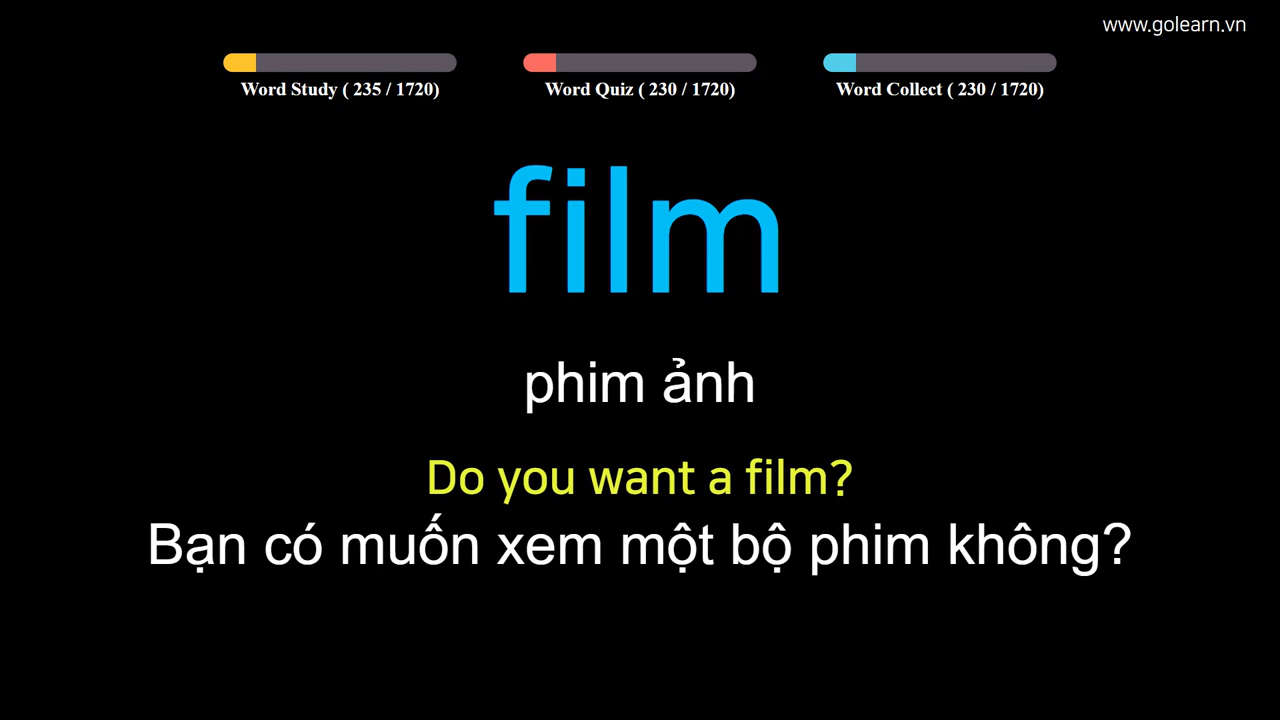 www.golearn.vn
Word Study ( 235 / 1720)
Word Quiz ( 230 / 1720)
Word Collect ( 230 / 1720)
film
phim ảnh
Do you want a film?
Bạn có muốn xem một bộ phim không?